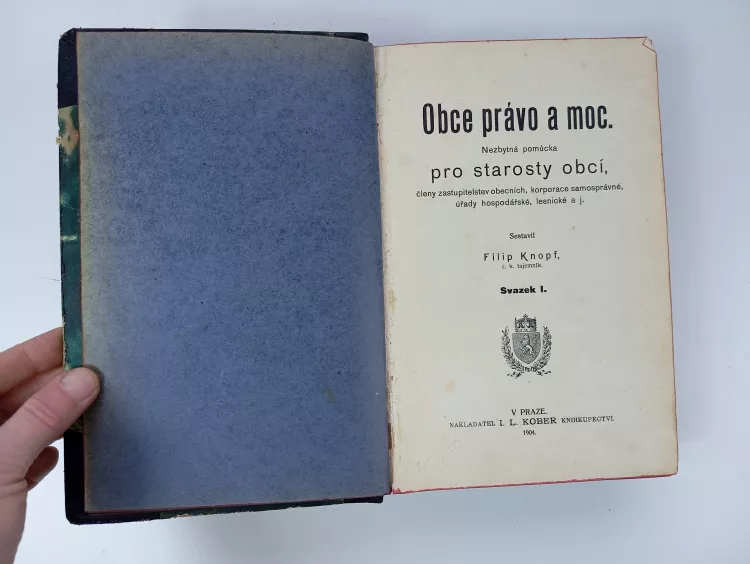 Obce právo a moc.
Nezbytná pomůcka
pro starosty obcí,
členy zastupitelstev obecních, korporace samosprávné,
úřady hospodářské, lesnické a j.
Sestavil
Filip Knopf,
c. k. tajemník.
Svazek I.
V PRAZE.
NAKLADATEL I. L. KOBER KNIHKUPECTVÍ
1904.